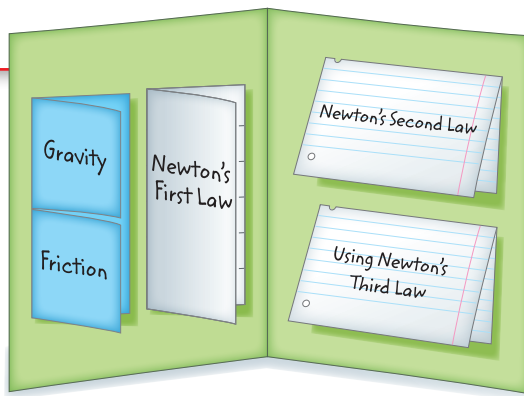 Gravity
Friction
Newton's
First Law
Newton's Second Law
Using Newton's
Third Law